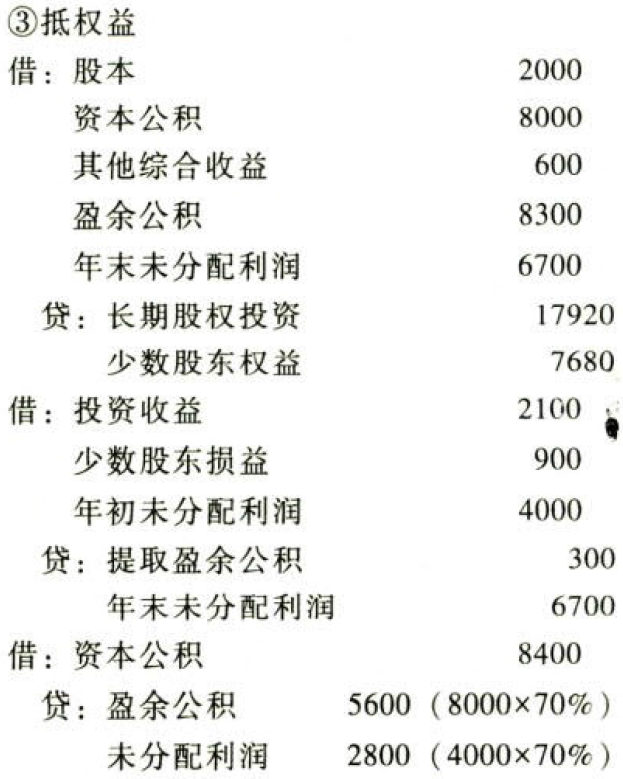 ③抵权益
借：股本 2000
资本公积 8000
其他综合收益 600
盈余公积 8300
年末未分配利润 6700
贷：长期股权投资 17920
少数股东权益 7680
借：投资收益 2100
少数股东损益 900
年初未分配利润 4000
贷：提取盈余公积 300
年末未分配利润 6700
借：资本公积 8400
贷：盈余公积 5600（8000×70%）
未分配利润 2800（4000×70%）